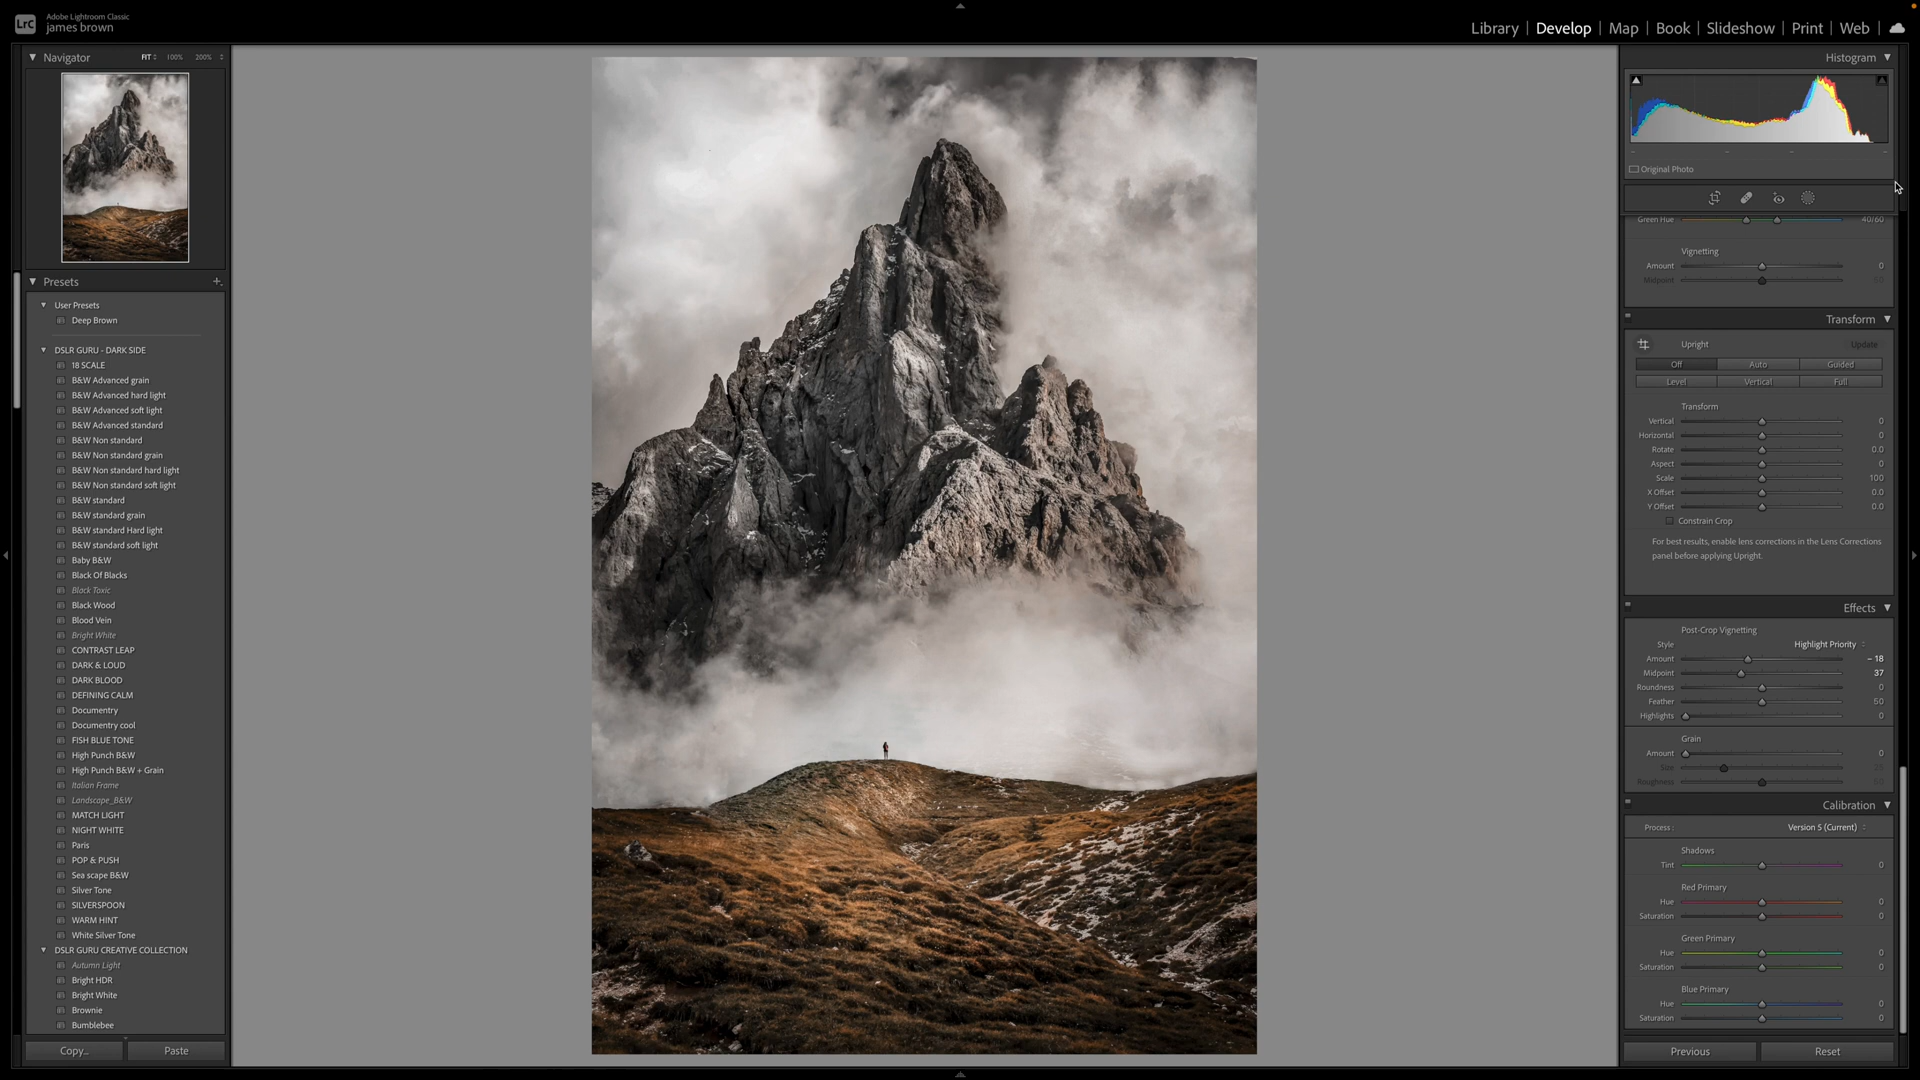 Lrc
Adobe Lightroom Classic
james brown
Library | Develop | Map | Book | Slideshow | Print | Web
Navigator
FIT
100%
200%
Presets
+
User Presets
Deep Brown
DSLR GURU - DARK SIDE
18 SCALE
B&W Advanced grain
B&W Advanced hard light
B&W Advanced soft light
B&W Advanced standard
B&W Non standard
B&W Non standard grain
B&W Non standard hard light
B&W Non standard soft light
B&W standard
B&W standard grain
B&W standard Hard light
B&W standard soft light
Baby B&W
Black Of Blacks
Black Toxic
Black Wood
Blood Vein
Bright White
CONTRAST LEAP
DARK & LOUD
DARK BLOOD
DEFINING CALM
Documentry
Documentry cool
FISH BLUE TONE
High Punch B&W
High Punch B&W + Grain
Italian Frame
Landscape_B&W
MATCH LIGHT
NIGHT WHITE
Paris
POP & PUSH
Sea scape B&W
Silver Tone
SILVERSPOON
WARM HINT
White Silver Tone
DSLR GURU CREATIVE COLLECTION
Autumn Light
Bright HDR
Bright White
Brownie
Bumblebee
Copy...
Paste
Histogram
Original Photo
Green Hue 40/60
Vignetting
Amount 0
Midpoint
Transform
Upright Update
Off Auto Guided
Level Vertical Full
Transform
Vertical 0
Horizontal 0
Rotate 0.0
Aspect 0
Scale 100
X Offset 0.0
Y Offset 0.0
Constrain Crop
For best results, enable lens corrections in the Lens Corrections
panel before applying Upright.
Effects
Post-Crop Vignetting
Style Highlight Priority
Amount – 18
Midpoint 37
Roundness 0
Feather 50
Highlights 0
Grain
Amount 0
Size
Roughness
Calibration
Process : Version 5 (Current)
Shadows
Tint 0
Red Primary
Hue 0
Saturation 0
Green Primary
Hue 0
Saturation 0
Blue Primary
Hue 0
Saturation 0
Previous
Reset